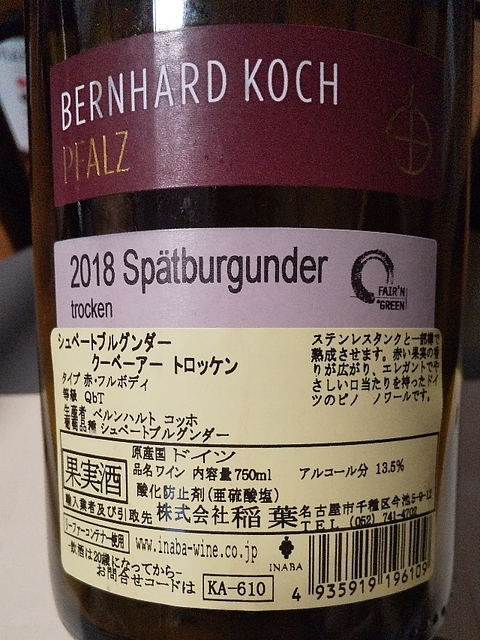 BERNHARD KOCH
PFALZ
2018 Spätburgunder
trocken
FAIR'N
GREEN
シュペートブルグンダー
クーベーアー トロッケン
タイプ 赤・フルボディ
等級 QbT
生産者 ベルンハルト コッホ
葡萄品種 シュペートブルグンダー
ステンレスタンクと一部樽で
熟成させます。赤い果実の香
りが広がり、エレガントでや
さしい口当たりを持ったドイ
ツのピノ ノワールです。
原産国 ドイツ
果実酒
品名 ワイン 内容量 750ml
アルコール分 13.5%
酸化防止剤(亜硫酸塩)
輸入業者及び引取先 株式会社 稲葉 名古屋市千種区今池5-9-12
TEL (052) 741-4702
リーファーコンテナー使用
www.inaba-wine.co.jp
INABA
飲酒は20歳になってから
お問合せコードは KA-610
4 935919 196109